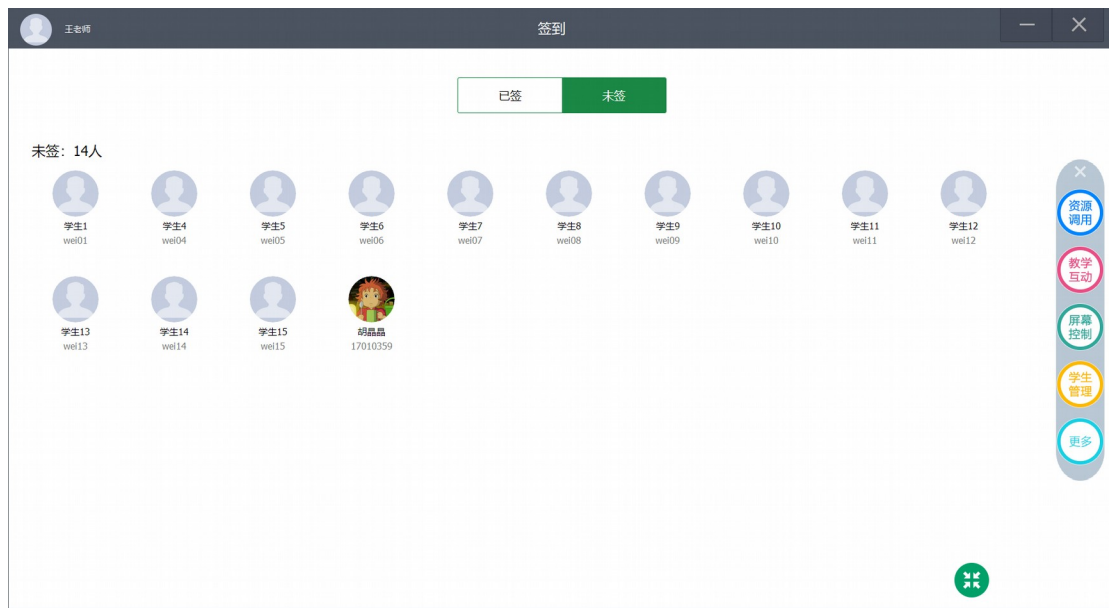 王老师
签到
已签
未签
未签：14人
学生1
wei01
学生4
wei04
学生5
wei05
学生6
wei06
学生7
wei07
学生8
wei08
学生9
wei09
学生10
wei10
学生11
wei11
学生12
wei12
学生13
wei13
学生14
wei14
学生15
wei15
胡晶晶
17010359
资源
调用
教学
互动
屏幕
控制
学生
管理
更多